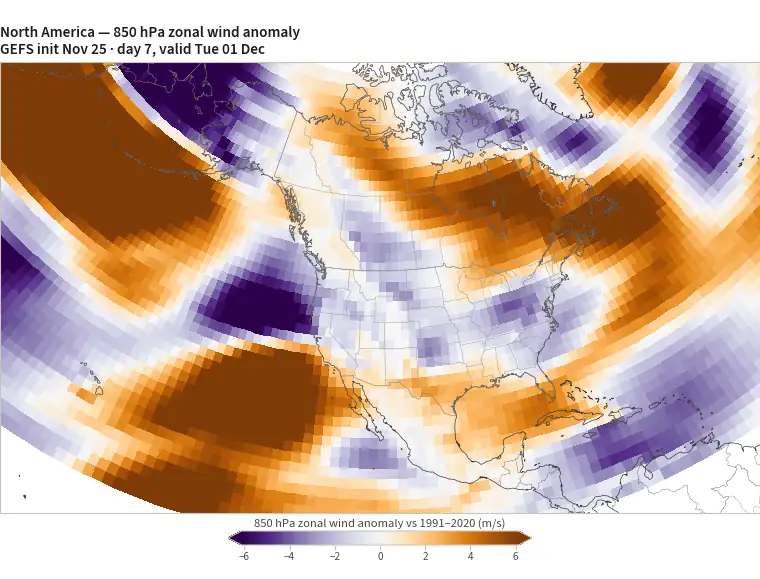 North America — 850 hPa zonal wind anomaly
GEFS init Nov 25 · day 7, valid Tue 01 Dec
850 hPa zonal wind anomaly vs 1991–2020 (m/s)
−6 −4 −2 0 2 4 6